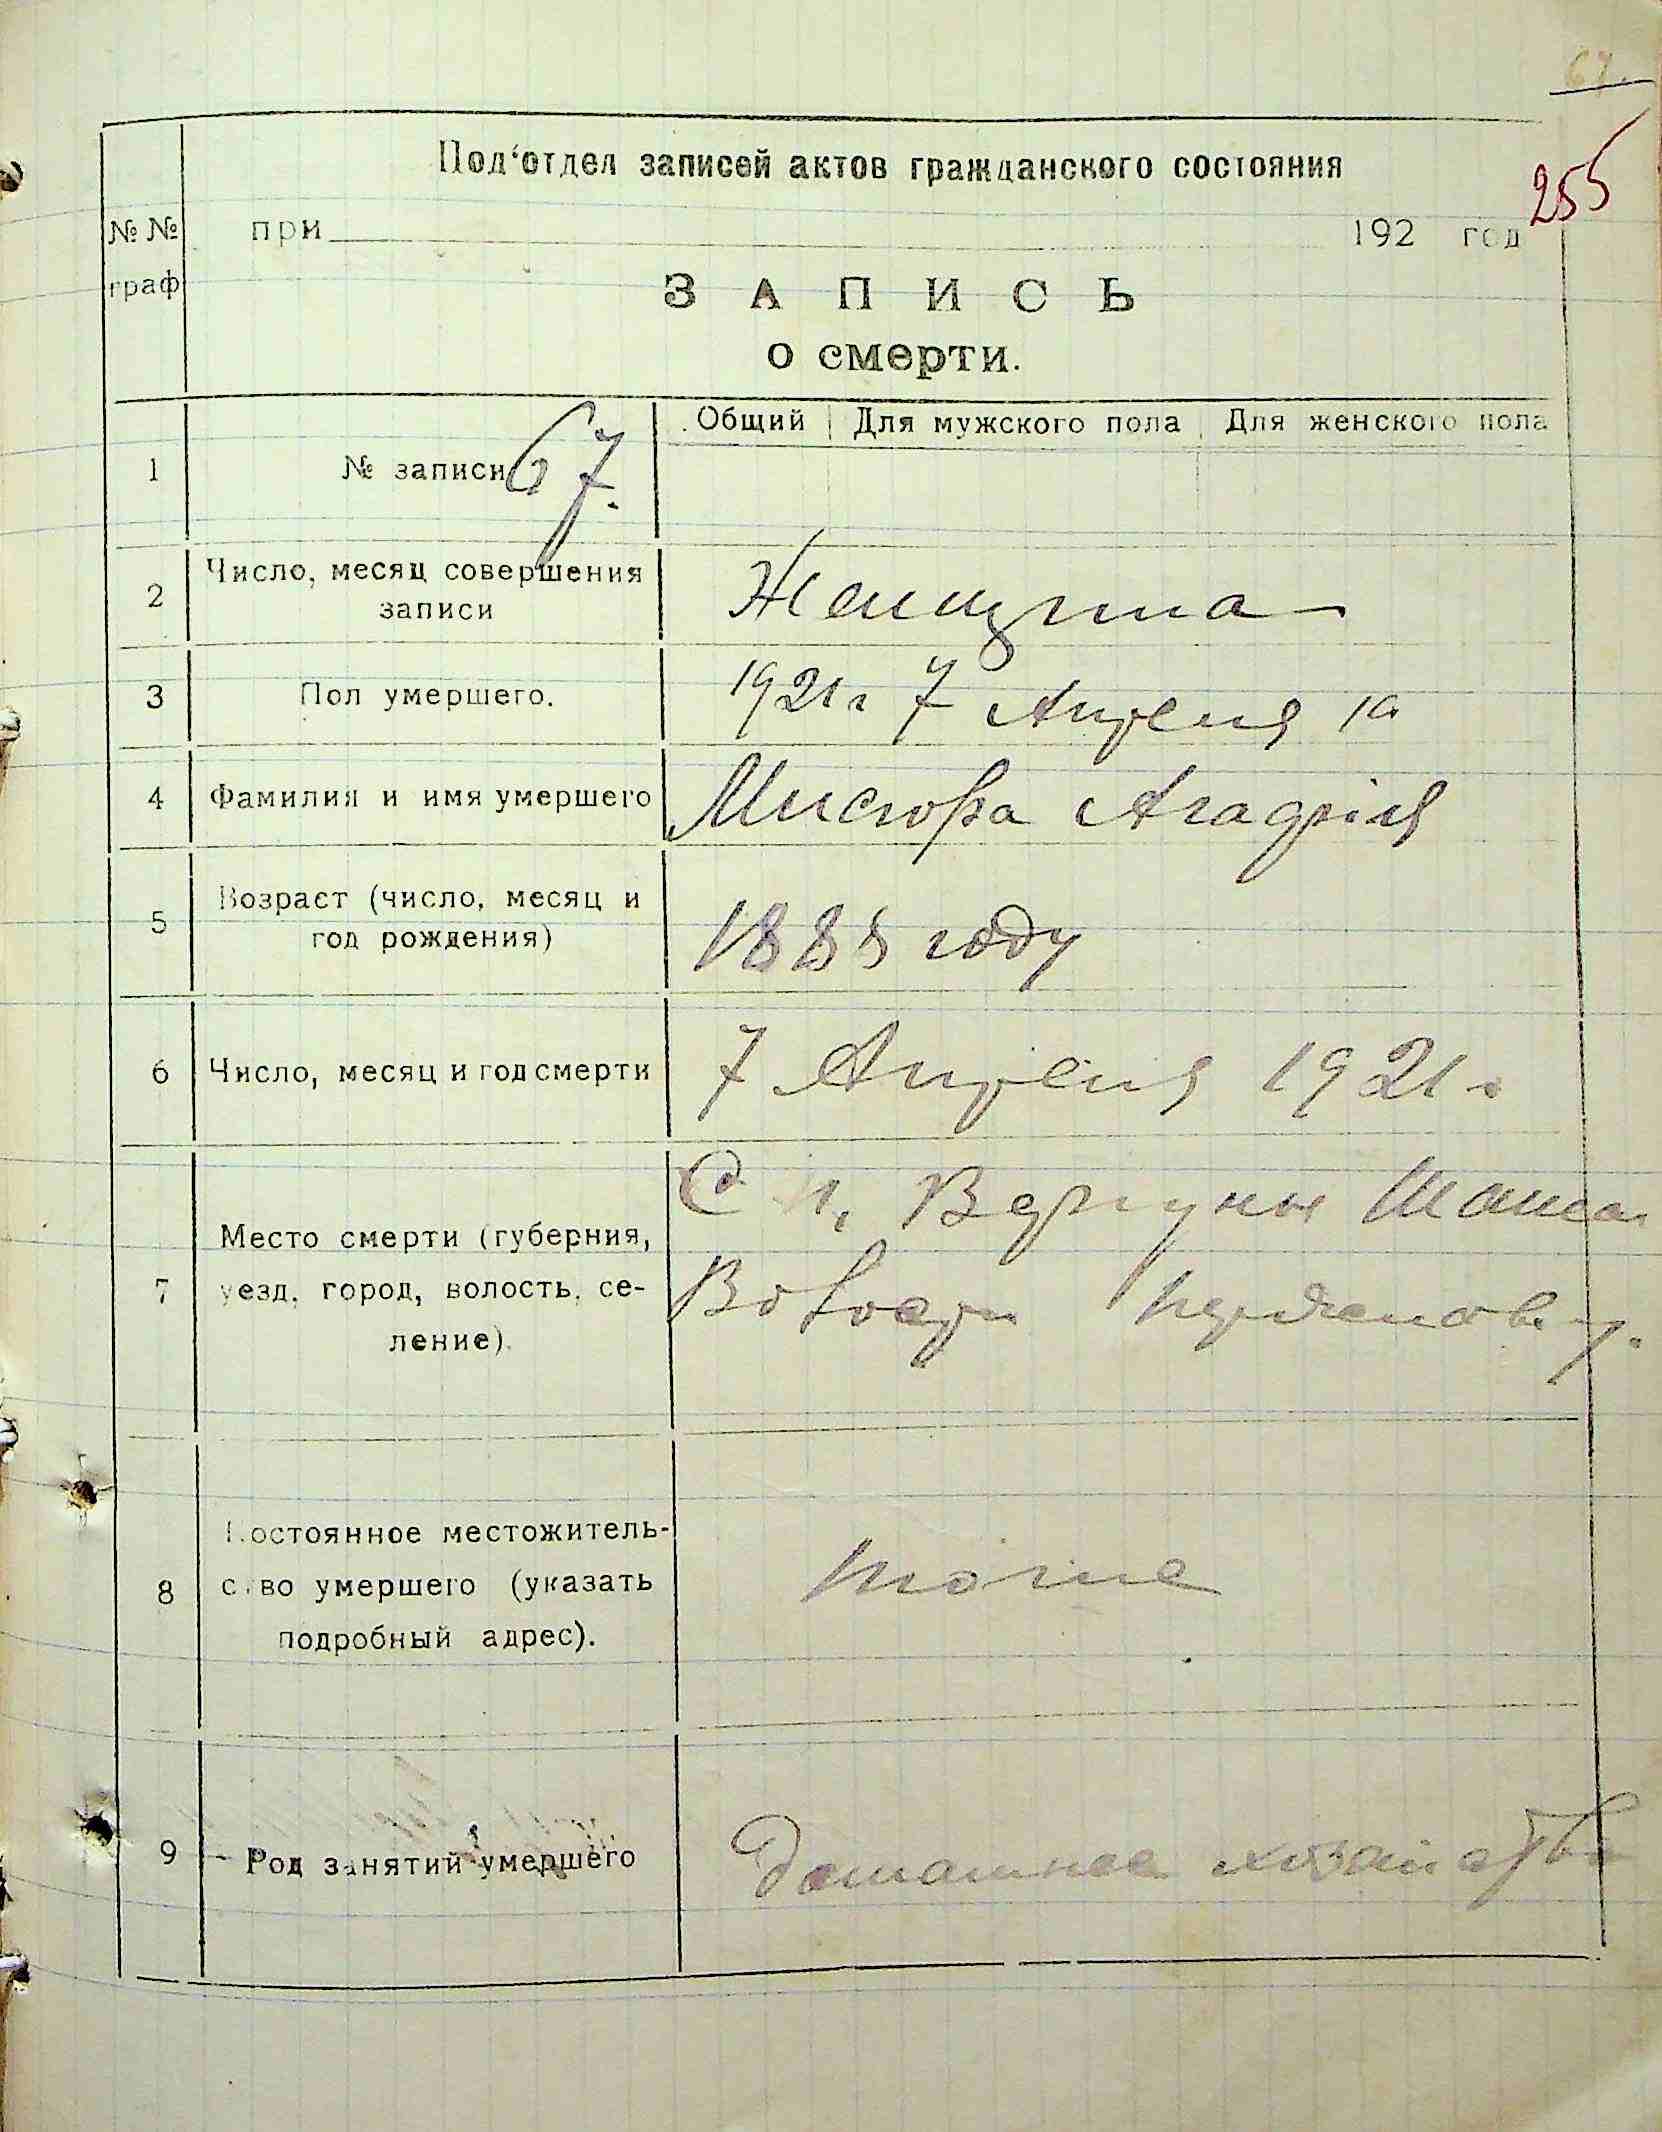 67.
255
Под'отдел записей актов гражданского состояния
№ № граф
при 192 год
ЗАПИСЬ
о смерти.
Общий Для мужского пола Для женского пола
1 № записи 67.
2 Число, месяц совершения
записи
Женщина
3 Пол умершего.
1921 г 7 Апреля
4 Фамилия и имя умершего
5 Возраст (число, месяц и
год рождения)
году
6 Число, месяц и год смерти 7 Апреля 1921 г
7 Место смерти (губерния,
уезд, город, волость, се-
ление).
С п. Вергуны
Волости
8 Постоянное местожитель-
ство умершего (указать
подробный адрес).
тоже
9 Род занятий умершего
Домашнее хозяйство